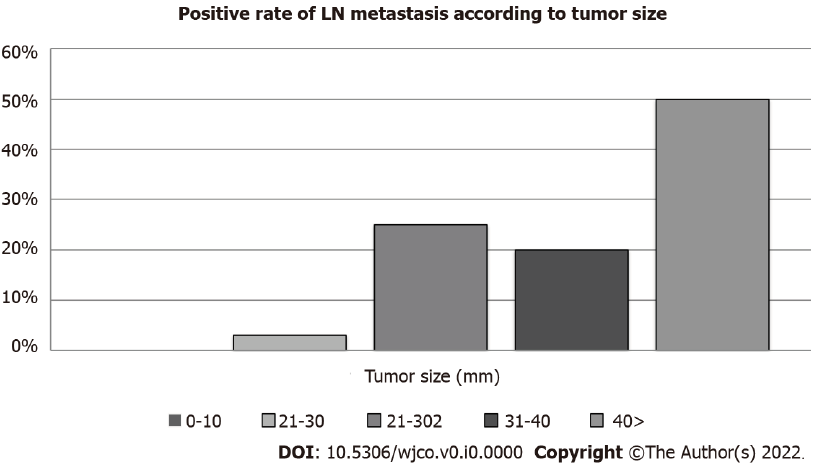 Positive rate of LN metastasis according to tumor size
60%
50%
40%
30%
20%
10%
0%
Tumor size (mm)
0-10 21-30 21-302 31-40 40>
DOI: 10.5306/wjco.v0.i0.0000 Copyright ©The Author(s) 2022.